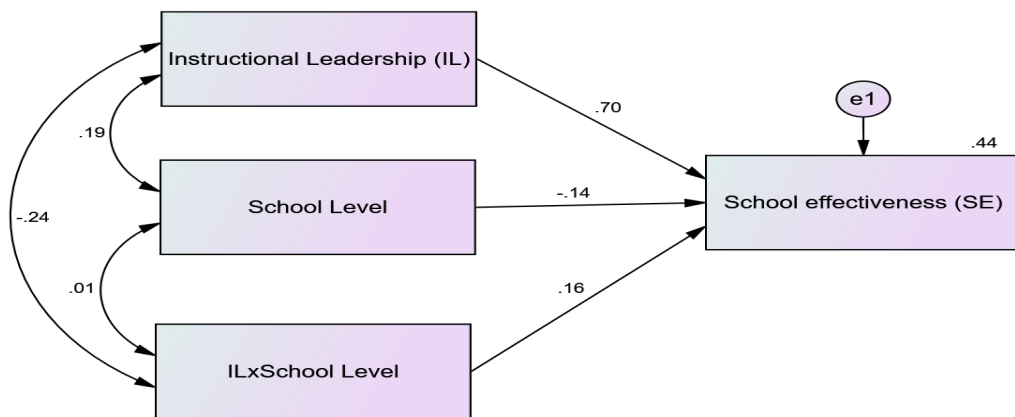 Instructional Leadership (IL)
e1
.70
.19
.44
School Level
-.14
School effectiveness (SE)
-.24
.01
.16
ILxSchool Level